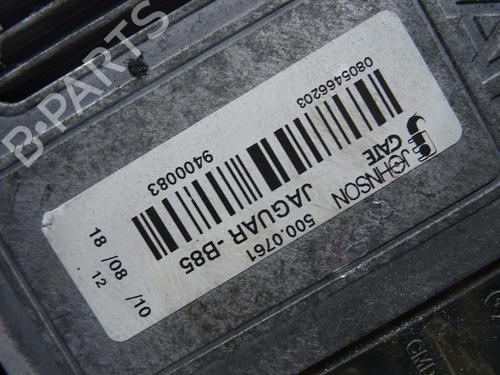 B-PARTS
JOHNSON
GATE
500.0761
JAGUAR -B85
0805466203
9400083
18 /08 /10
12